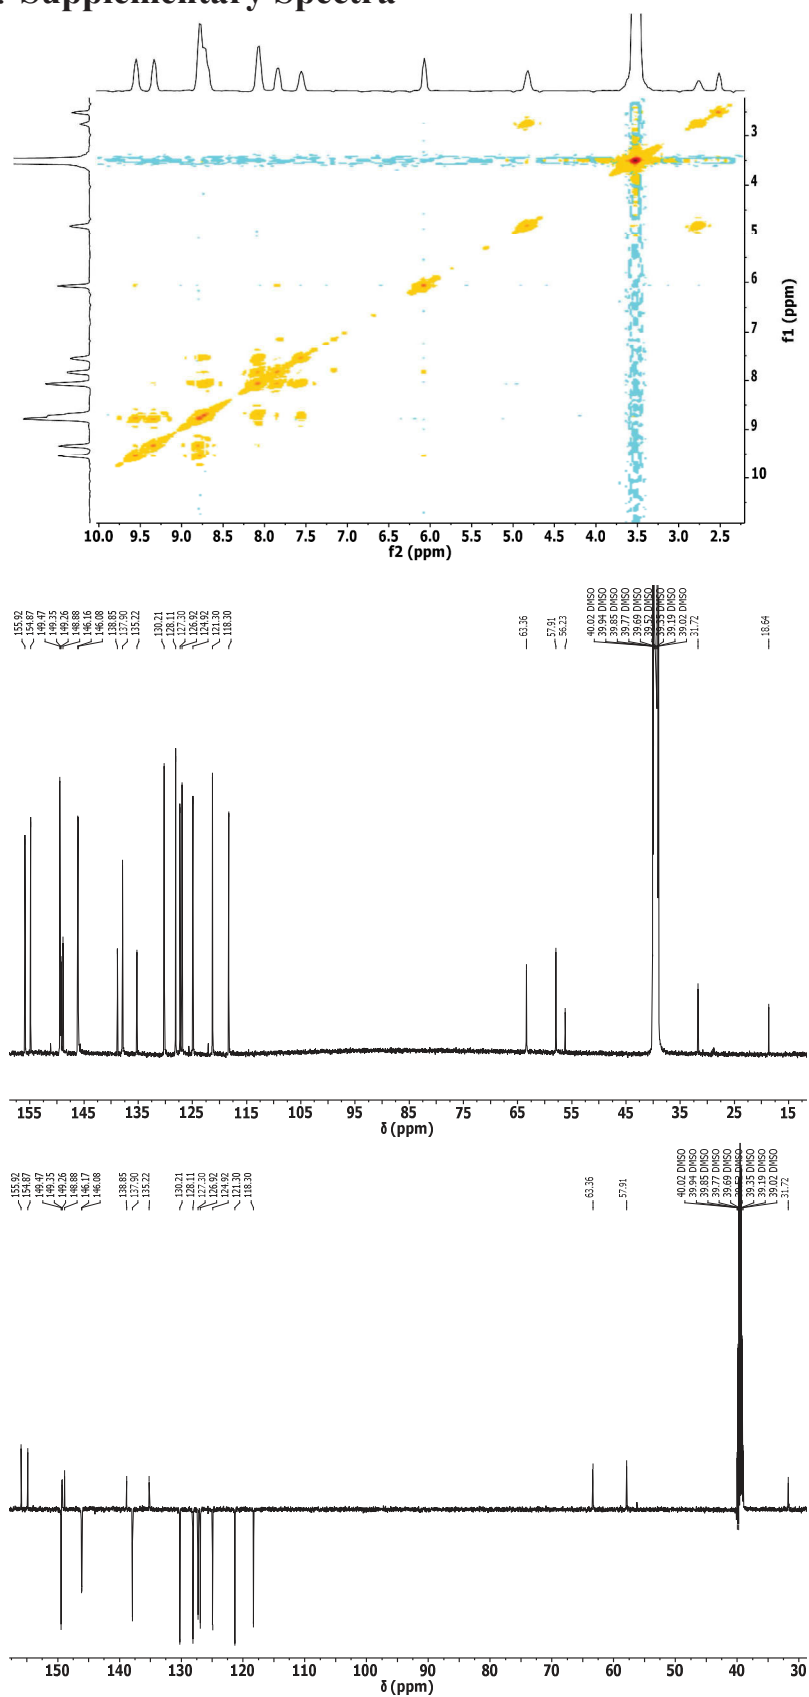 Supplementary Spectra
3
4
5
6
7
8
9
10
f1 (ppm)
10.0 9.5 9.0 8.5 8.0 7.5 7.0 6.5 6.0 5.5 5.0 4.5 4.0 3.5 3.0 2.5
f2 (ppm)
155.92
154.87
149.47
149.35
149.26
148.88
146.16
146.08
138.85
137.90
135.22
130.21
128.11
127.30
126.92
124.92
121.30
118.30
63.36
57.91
56.23
40.02 DMSO
39.94 DMSO
39.85 DMSO
39.77 DMSO
39.69 DMSO
39.52 DMSO
39.35 DMSO
39.19 DMSO
39.02 DMSO
31.72
18.64
155 145 135 125 115 105 95 85 75 65 55 45 35 25 15
δ (ppm)
155.92
154.87
149.47
149.35
149.26
148.88
146.17
146.08
138.85
137.90
135.22
130.21
128.11
127.30
126.92
124.92
121.30
118.30
63.36
57.91
40.02 DMSO
39.94 DMSO
39.85 DMSO
39.77 DMSO
39.69 DMSO
39.52 DMSO
39.35 DMSO
39.19 DMSO
39.02 DMSO
31.72
150 140 130 120 110 100 90 80 70 60 50 40 30
δ (ppm)